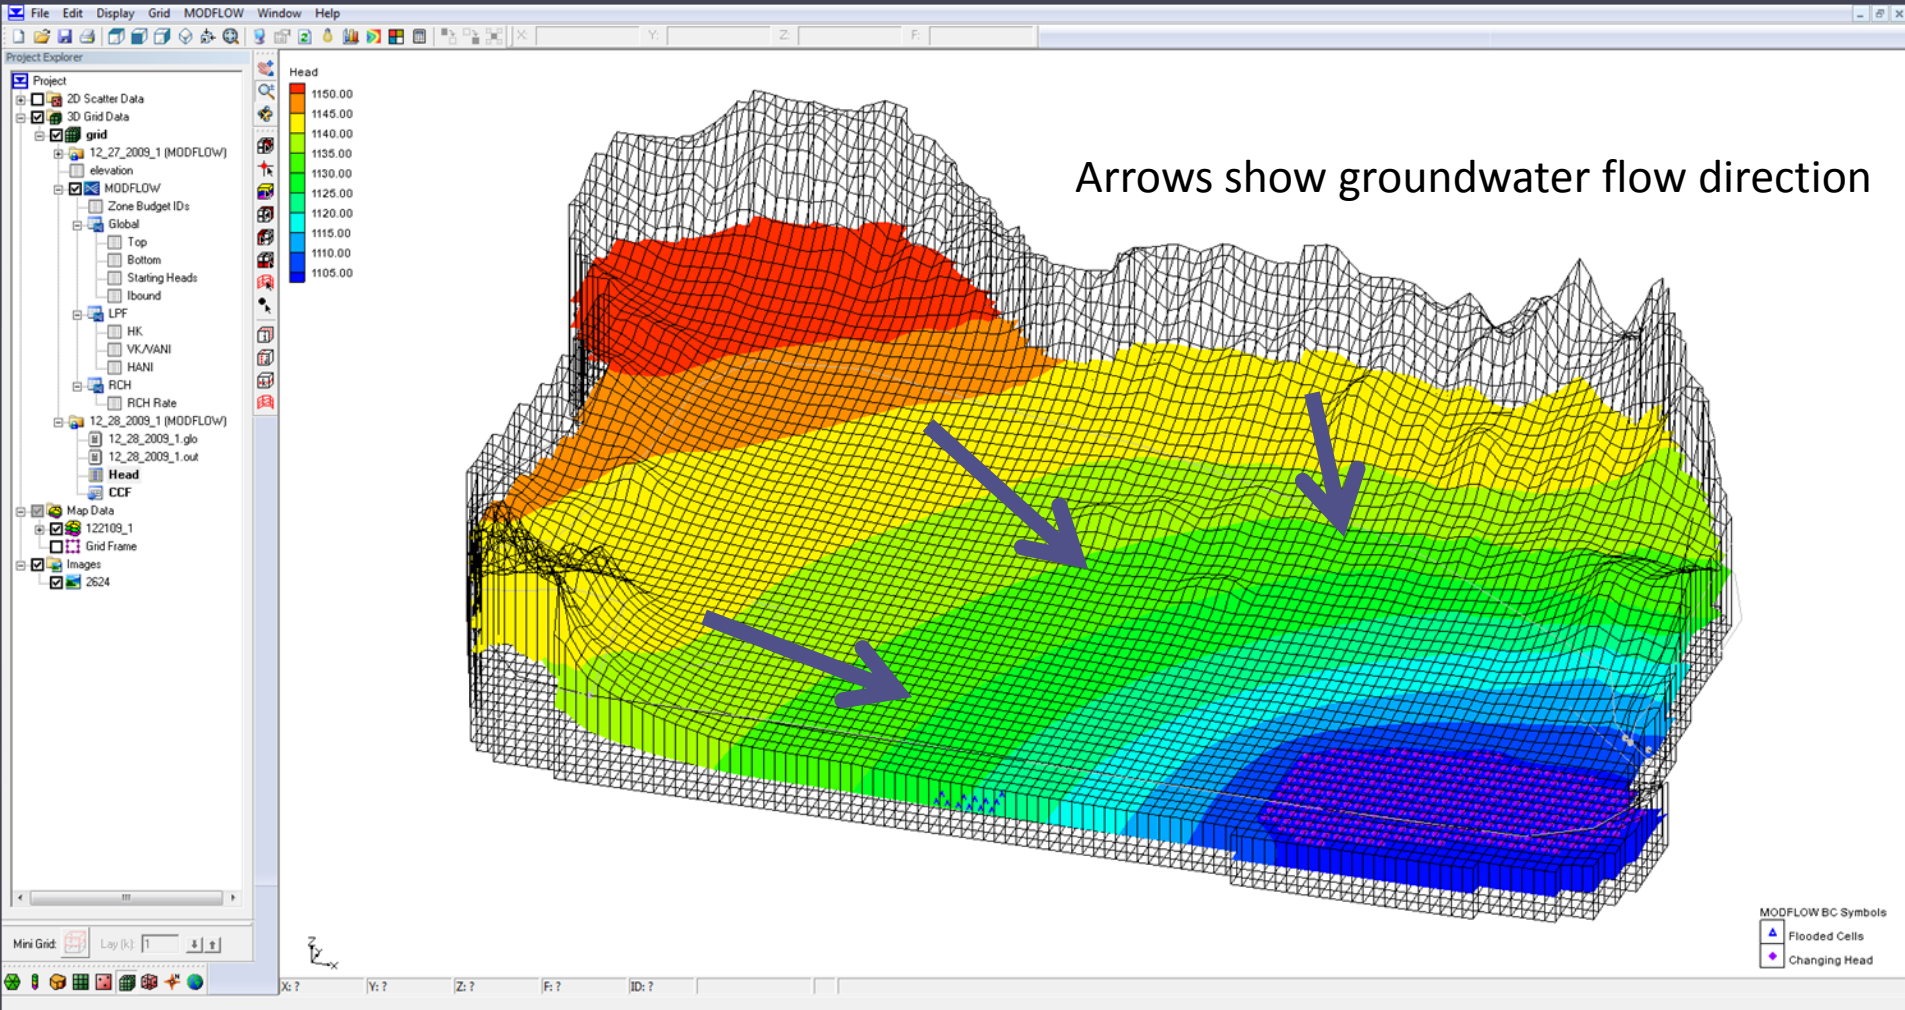 File Edit Display Grid MODFLOW Window Help
X: Y: Z: F:
Project Explorer
Project
2D Scatter Data
3D Grid Data
grid
12_27_2009_1 (MODFLOW)
elevation
MODFLOW
Zone Budget IDs
Global
Top
Bottom
Starting Heads
Ibound
LPF
HK
VK/VANI
HANI
RCH
RCH Rate
12_28_2009_1 (MODFLOW)
12_28_2009_1.glo
12_28_2009_1.out
Head
CCF
Map Data
122109_1
Grid Frame
Images
2624
Mini Grid: Lay (k): 1
Head
1150.00
1145.00
1140.00
1135.00
1130.00
1125.00
1120.00
1115.00
1110.00
1105.00
Arrows show groundwater flow direction
Z
Y
X
MODFLOW BC Symbols
Flooded Cells
Changing Head
X: ? Y: ? Z: ? F: ? ID: ?